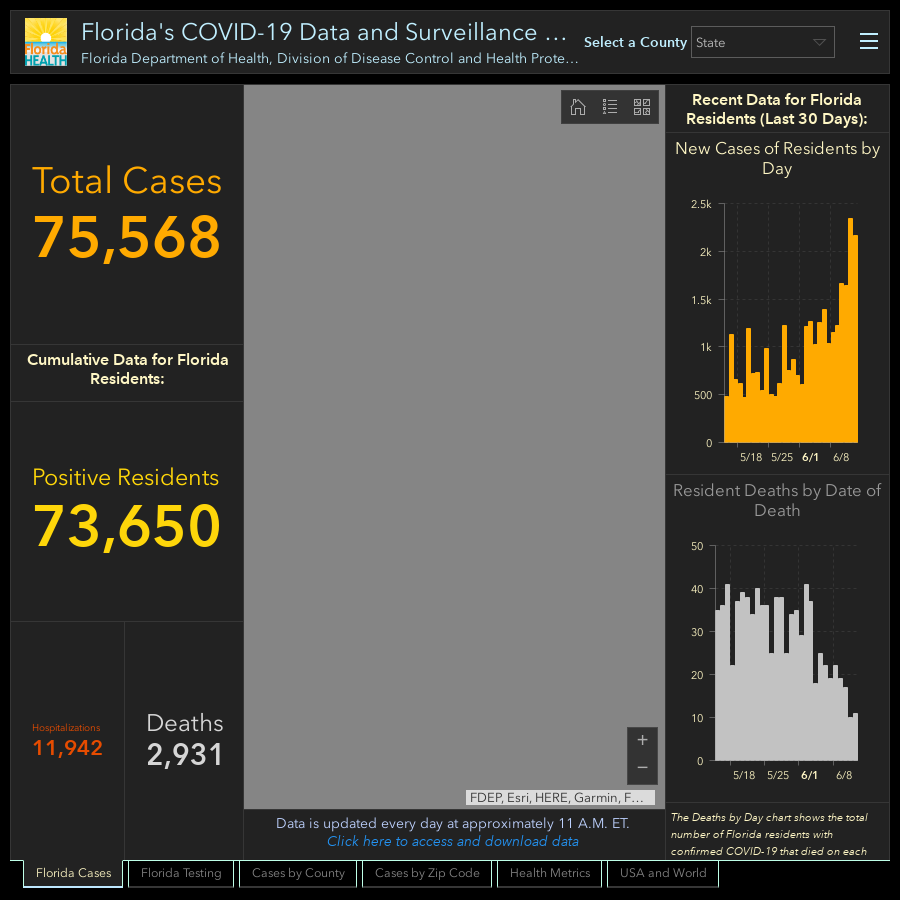 Florida
HEALTH
Florida's COVID-19 Data and Surveillance ...
Florida Department of Health, Division of Disease Control and Health Prote...
Select a County
State
Total Cases
75,568
Cumulative Data for Florida
Residents:
Positive Residents
73,650
Hospitalizations
11,942
Deaths
2,931
FDEP, Esri, HERE, Garmin, F...
Data is updated every day at approximately 11 A.M. ET.
Click here to access and download data
Recent Data for Florida
Residents (Last 30 Days):
New Cases of Residents by
Day
2.5k
2k
1.5k
1k
500
0
5/18 5/25 6/1 6/8
Resident Deaths by Date of
Death
50
40
30
20
10
0
5/18 5/25 6/1 6/8
The Deaths by Day chart shows the total
number of Florida residents with
confirmed COVID-19 that died on each
Florida Cases
Florida Testing
Cases by County
Cases by Zip Code
Health Metrics
USA and World